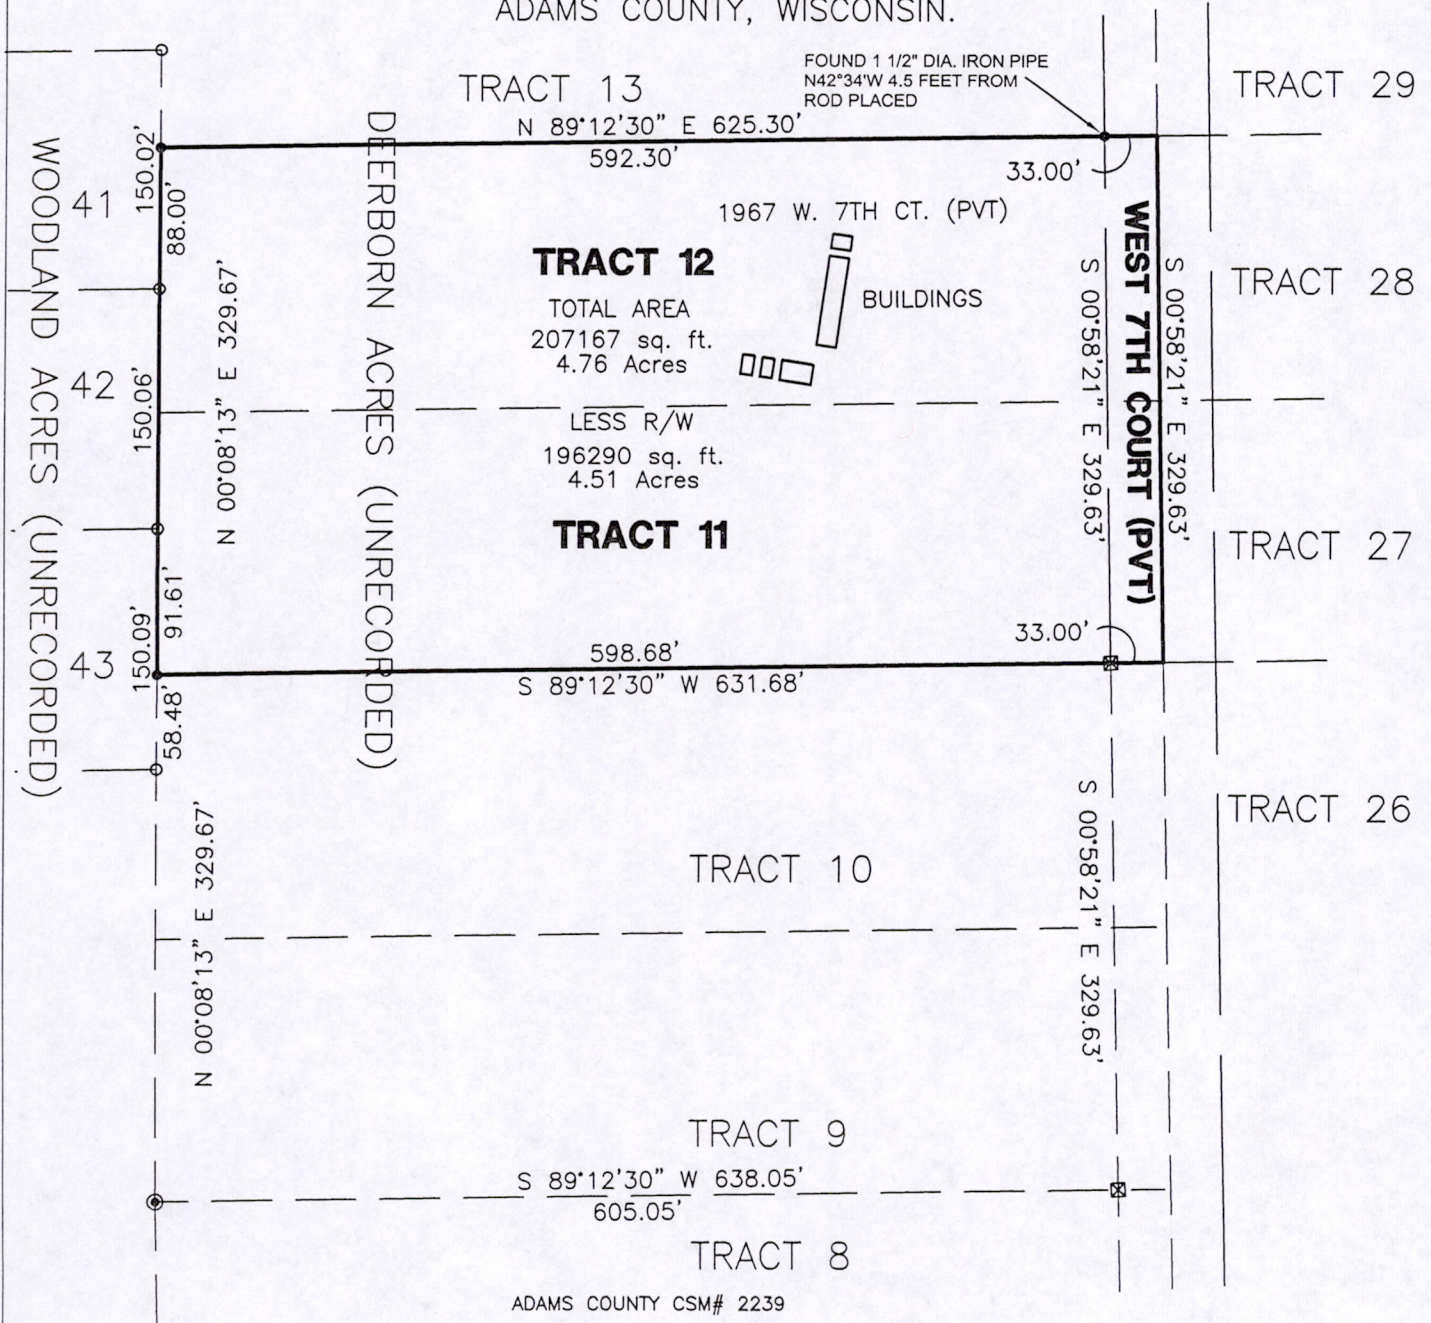 ADAMS COUNTY, WISCONSIN.
FOUND 1 1/2" DIA. IRON PIPE
N42°34'W 4.5 FEET FROM
ROD PLACED
TRACT 13
TRACT 29
N 89°12'30" E 625.30'
592.30'
33.00'
WOODLAND ACRES (UNRECORDED)
41
150.02'
88.00'
DEERBORN ACRES (UNRECORDED)
1967 W. 7TH CT. (PVT)
TRACT 12
TOTAL AREA
207167 sq. ft.
4.76 Acres
BUILDINGS
WEST 7TH COURT (PVT)
S 00°58'21" E 329.63'
S 00°58'21" E 329.63'
TRACT 28
N 00°08'13" E 329.67'
42
150.06'
LESS R/W
196290 sq. ft.
4.51 Acres
TRACT 11
TRACT 27
43
150.09'
91.61'
58.48'
598.68'
S 89°12'30" W 631.68'
33.00'
N 00°08'13" E 329.67'
S 00°58'21" E 329.63'
TRACT 26
TRACT 10
TRACT 9
S 89°12'30" W 638.05'
605.05'
TRACT 8
ADAMS COUNTY CSM# 2239